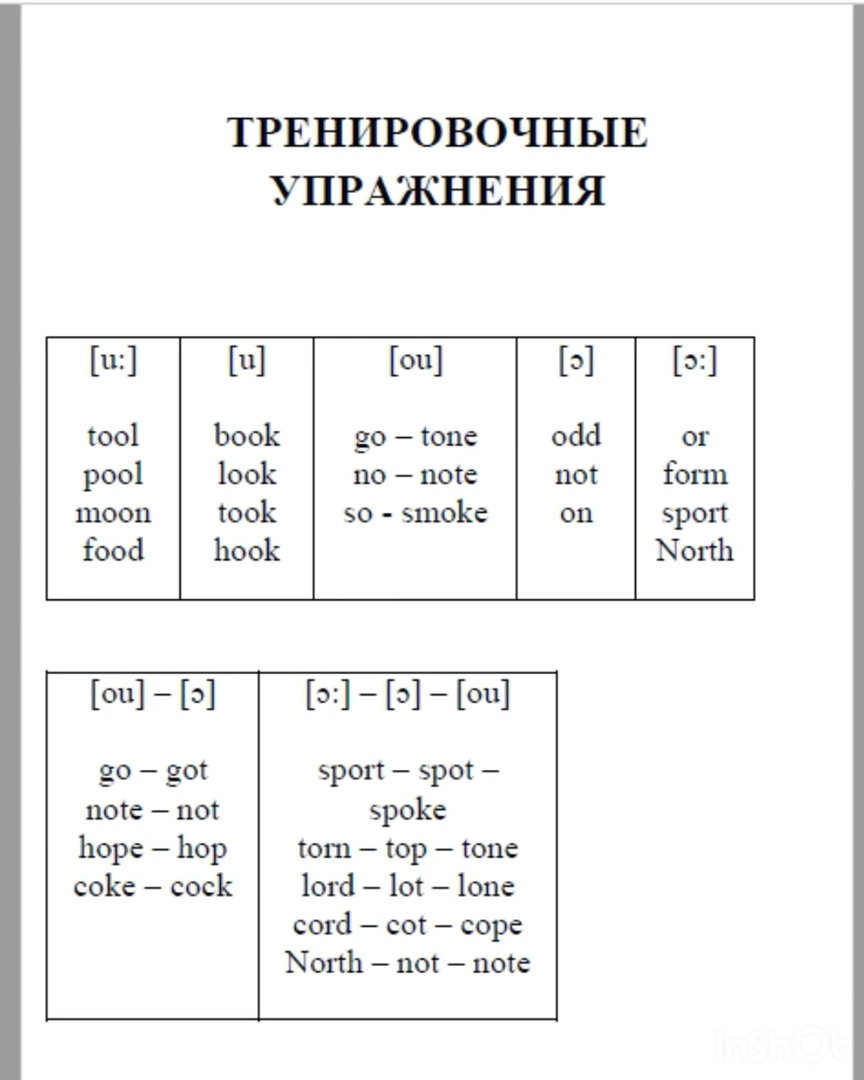 ТРЕНИРОВОЧНЫЕ
УПРАЖНЕНИЯ
[u:] [u] [ou] [ɔ] [ɔ:]
tool book go – tone odd or
pool look no – note not form
moon took so - smoke on sport
food hook North
[ou] – [ɔ] [ɔ:] – [ɔ] – [ou]
go – got sport – spot –
note – not spoke
hope – hop torn – top – tone
coke – cock lord – lot – lone
cord – cot – cope
North – not – note
InShOt